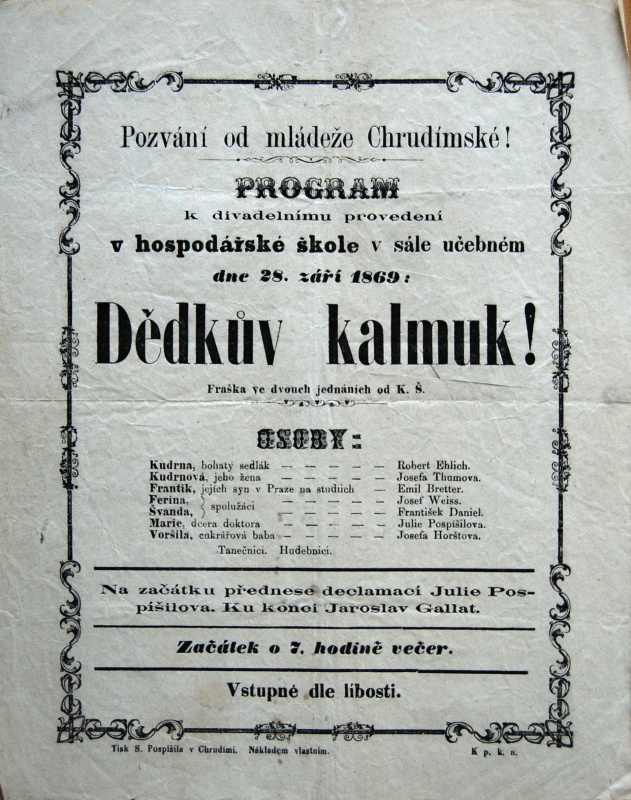 Pozvání od mládeže Chrudímské!
PROGRAM
k divadelnímu provedení
v hospodářské škole v sále učebném
dne 28. září 1869:
Dědkův kalmuk!
Fraška ve dvouch jednáních od K. Š.
OSOBY:
Kudrna, bohatý sedlák — — — — — Robert Ehlich.
Kudrnová, jeho žena — — — — — Josefa Thumova.
Frantik, jejich syn v Praze na studiich — Emil Bretter.
Ferina, } spolužáci — — — — — Josef Weiss.
Švanda, } — — — — — František Daniel.
Marie, dcera doktora — — — — — Julie Pospíšilova.
Voršila, cukrářová baba — — — — — Josefa Horštova.
Tanečnici. Hudebnici.
Na začátku přednese declamací Julie Pos-
píšilova. Ku konci Jaroslav Gallat.
Začátek o 7. hodině večer.
Vstupné dle libosti.
Tisk S. Pospíšila v Chrudimi. Nákladem vlastním. K p. k. n.